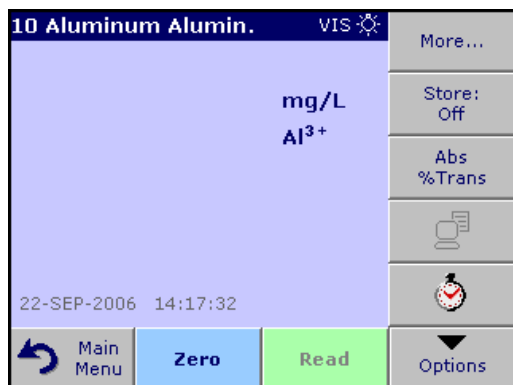 10 Aluminum Alumin. VIS
More...
mg/L
Al³⁺
Store:
Off
Abs
%Trans
22-SEP-2006 14:17:32
Main
Menu
Zero
Read
Options